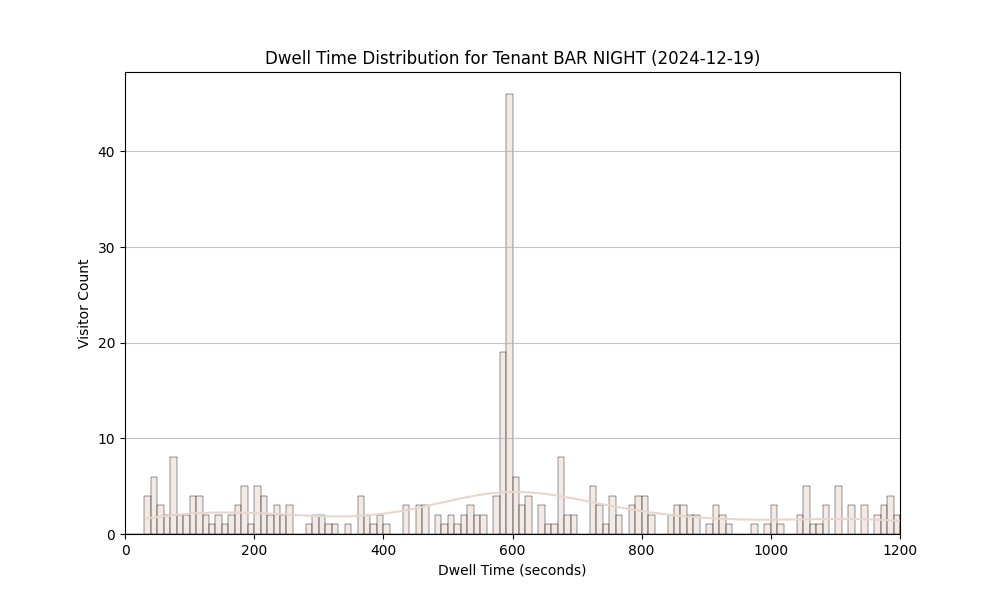 Dwell Time Distribution for Tenant BAR NIGHT (2024-12-19)
Visitor Count
40
30
20
10
0
0 200 400 600 800 1000 1200
Dwell Time (seconds)